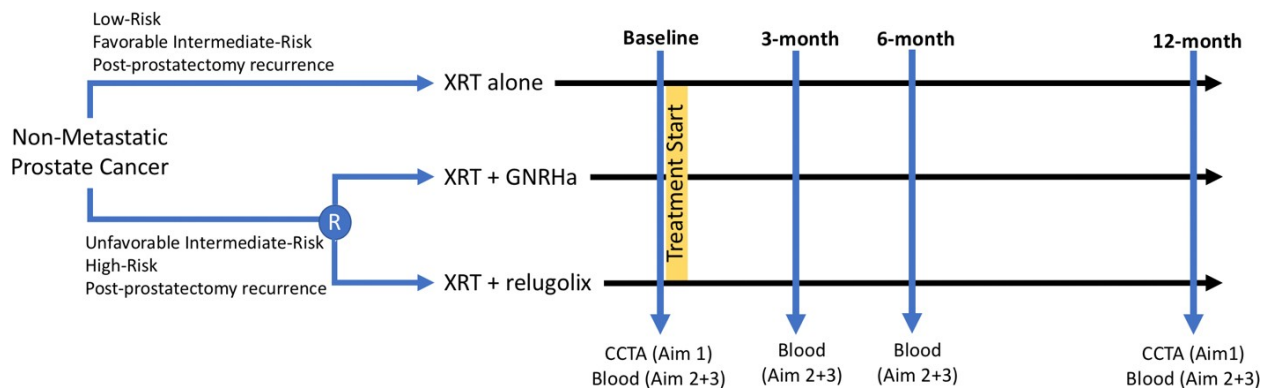 Low-Risk
Favorable Intermediate-Risk
Post-prostatectomy recurrence
Baseline
3-month
6-month
12-month
XRT alone
Non-Metastatic
Prostate Cancer
XRT + GNRHa
Treatment Start
R
Unfavorable Intermediate-Risk
High-Risk
Post-prostatectomy recurrence
XRT + relugolix
CCTA (Aim 1)
Blood (Aim 2+3)
Blood
(Aim 2+3)
Blood
(Aim 2+3)
CCTA (Aim1)
Blood (Aim 2+3)